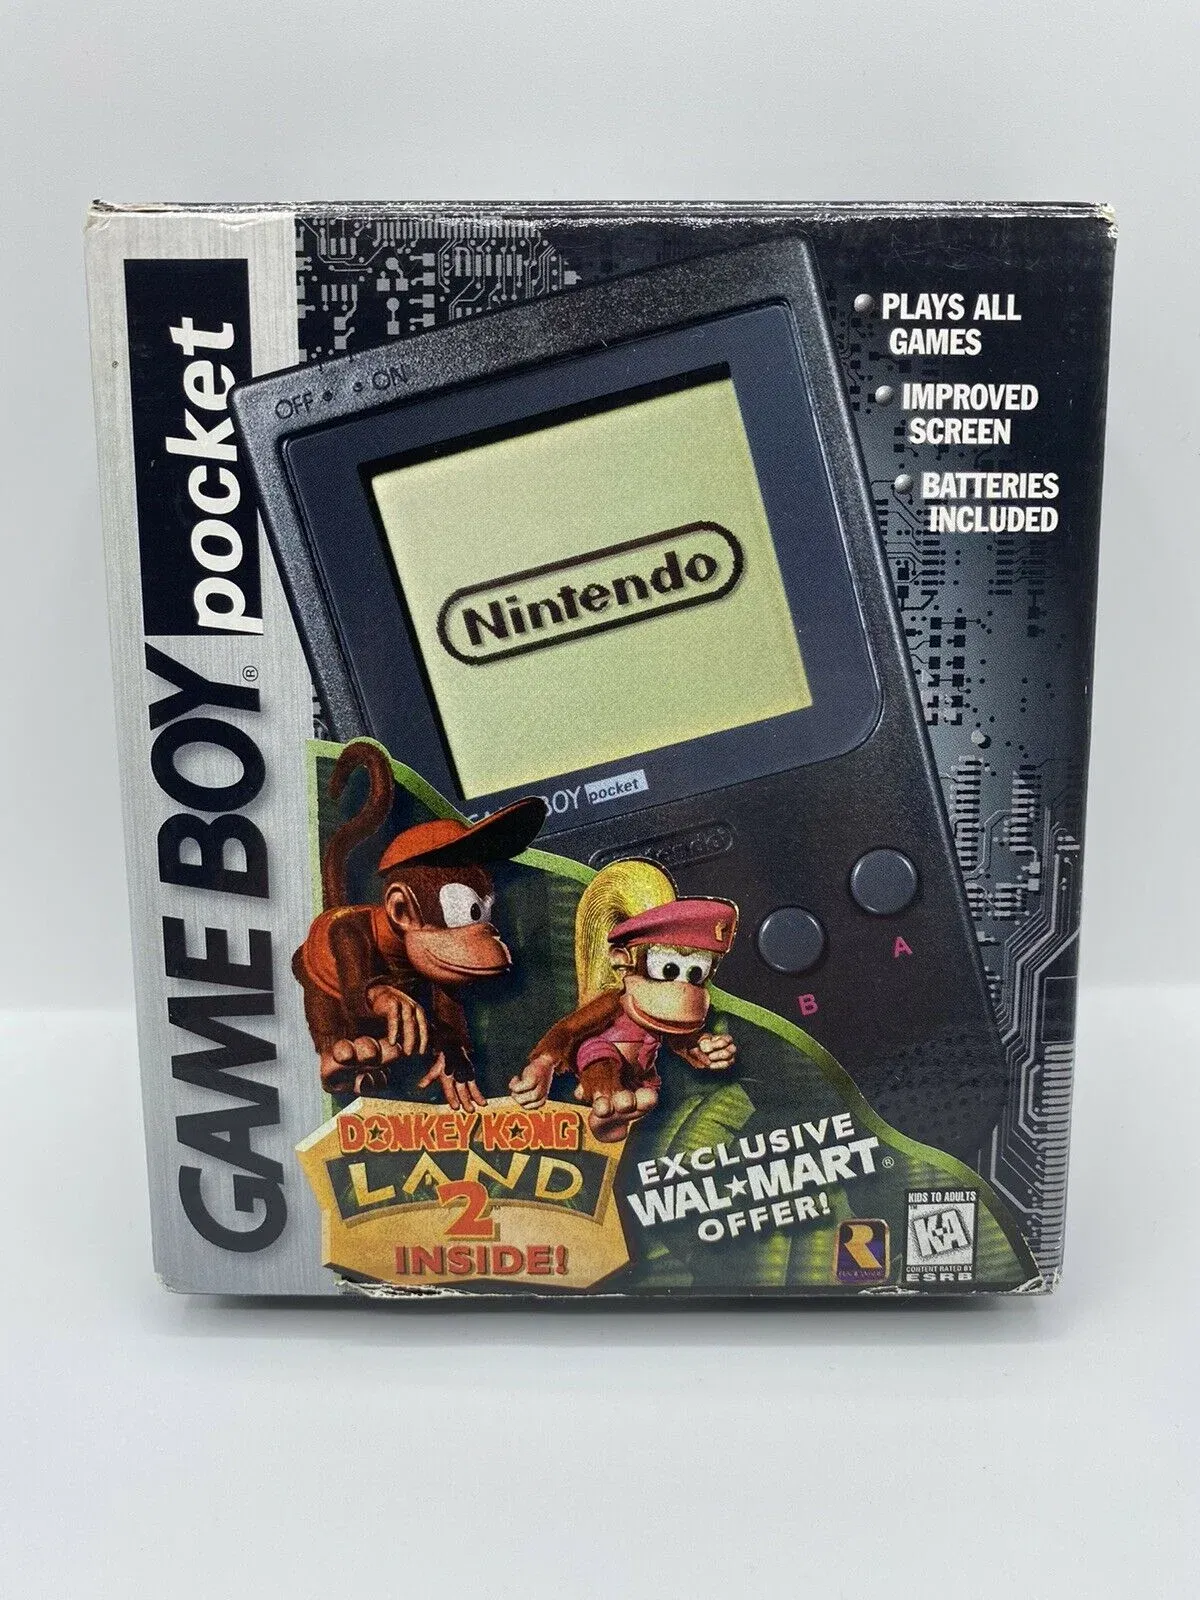 GAME BOY® pocket
OFF • • ON
Nintendo
BOY pocket
Nintendo®
A
B
• PLAYS ALL
GAMES
• IMPROVED
SCREEN
• BATTERIES
INCLUDED
DONKEY KONG
LAND
2
INSIDE!
EXCLUSIVE
WAL★MART®
OFFER!
R
KIDS TO ADULTS
K-A
CONTENT RATED BY
ESRB